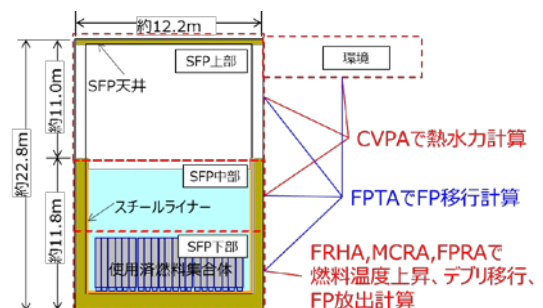 約12.2m
SFP上部
環境
SFP天井
約11.0m
約22.8m
CVPAで熱水力計算
SFP中部
FPTAでFP移行計算
スチールライナー
約11.8m
SFP下部
使用済燃料集合体
FRHA,MCRA,FPRAで
燃料温度上昇、デブリ移行、
FP放出計算